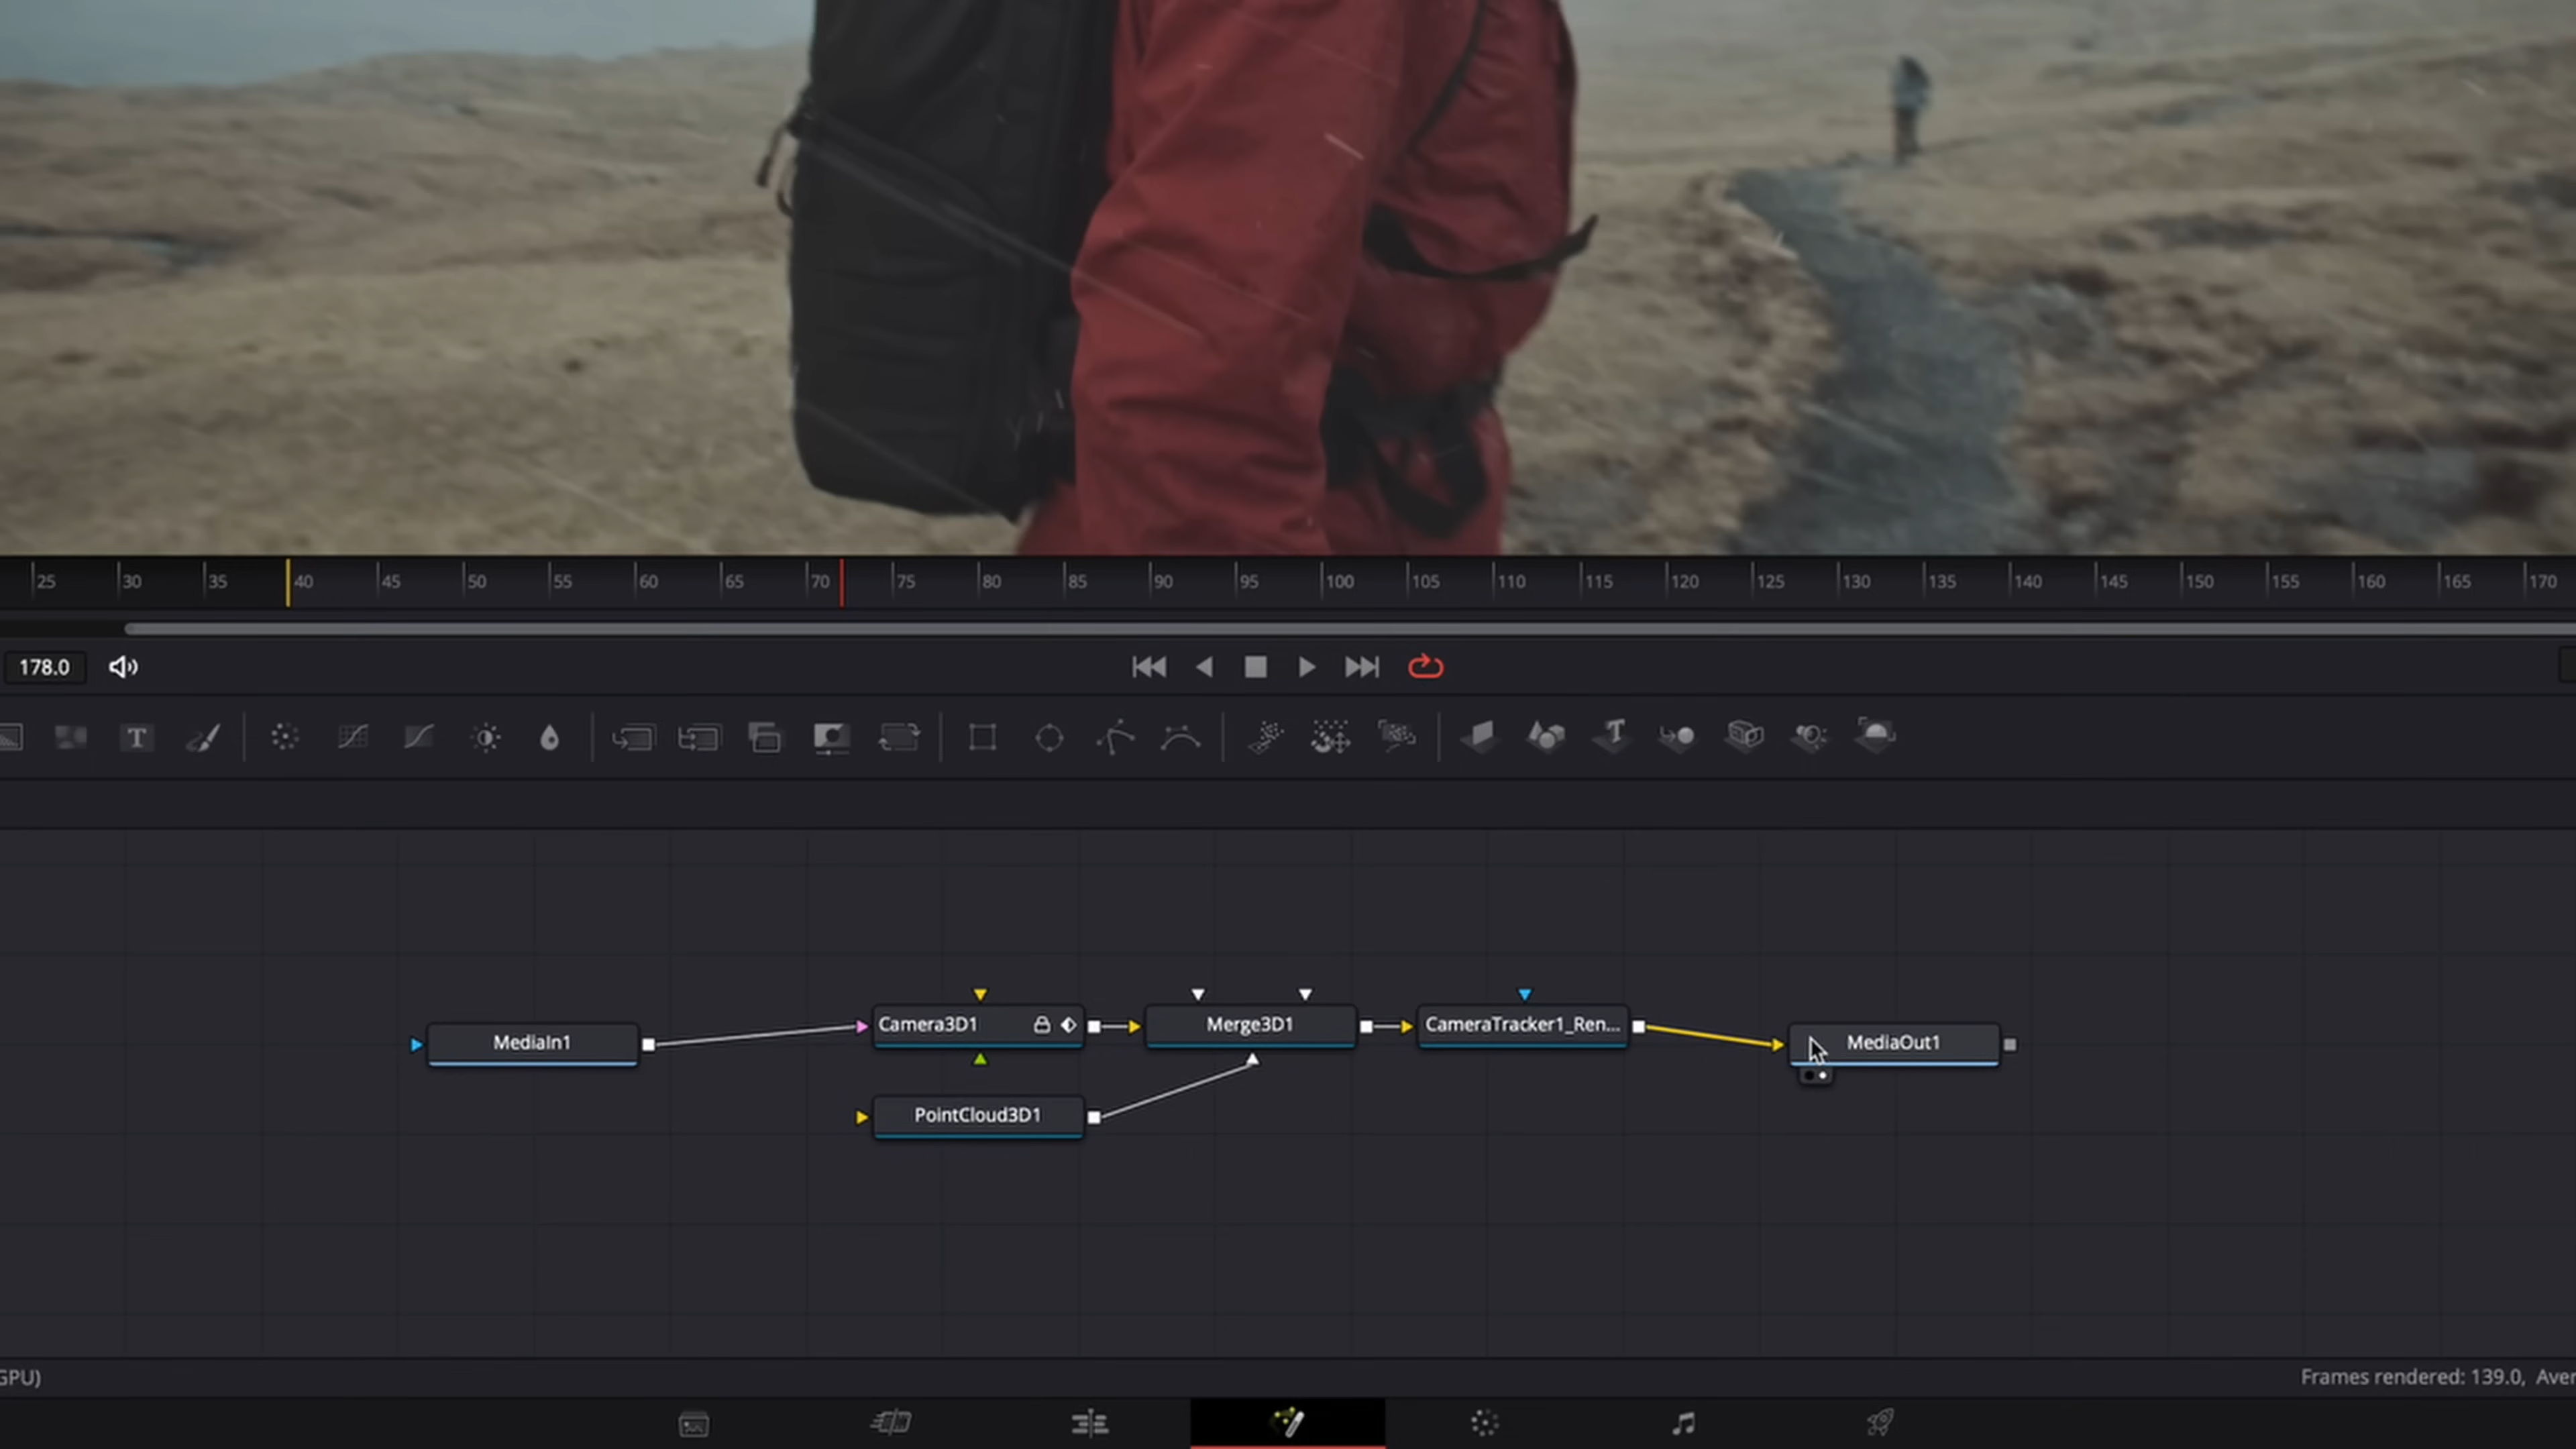 25 30 35 40 45 50 55 60 65 70 75 80 85 90 95 100 105 110 115 120 125 130 135 140 145 150 155 160 165 170
178.0
T
Camera3D1 Merge3D1 CameraTracker1_Ren...
MediaIn1 MediaOut1
PointCloud3D1
GPU) Frames rendered: 139.0, Aver